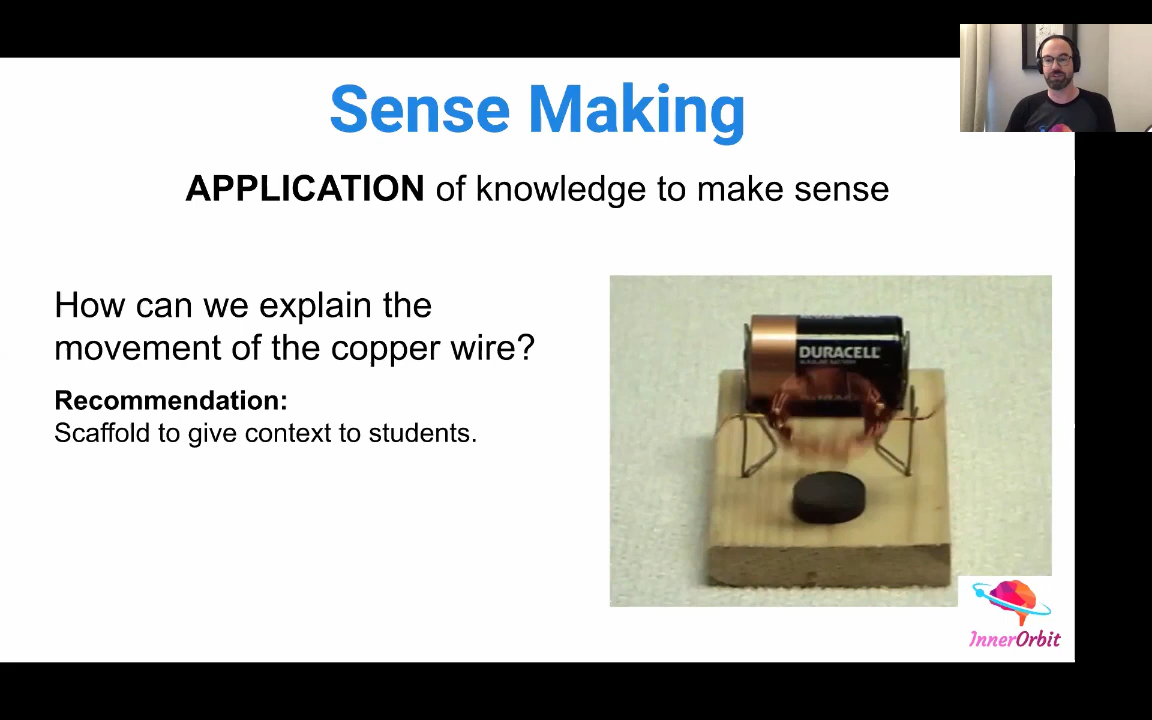 Sense Making
APPLICATION of knowledge to make sense
How can we explain the
movement of the copper wire?
Recommendation:
Scaffold to give context to students.
DURACELL
InnerOrbit